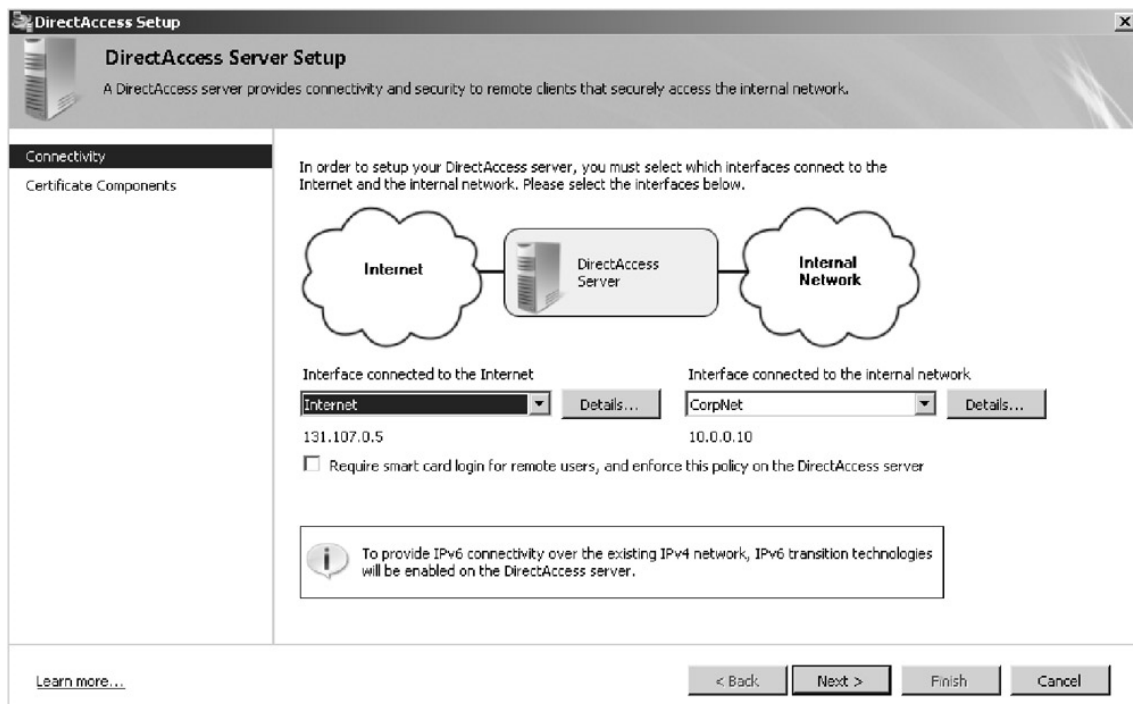 DirectAccess Setup
DirectAccess Server Setup
A DirectAccess server provides connectivity and security to remote clients that securely access the internal network.
Connectivity
Certificate Components
In order to setup your DirectAccess server, you must select which interfaces connect to the
Internet and the internal network. Please select the interfaces below.
Internet
DirectAccess
Server
Internal
Network
Interface connected to the Internet
Interface connected to the internal network
Internet
Details...
CorpNet
Details...
131.107.0.5
10.0.0.10
Require smart card login for remote users, and enforce this policy on the DirectAccess server
To provide IPv6 connectivity over the existing IPv4 network, IPv6 transition technologies
will be enabled on the DirectAccess server.
Learn more...
< Back
Next >
Finish
Cancel